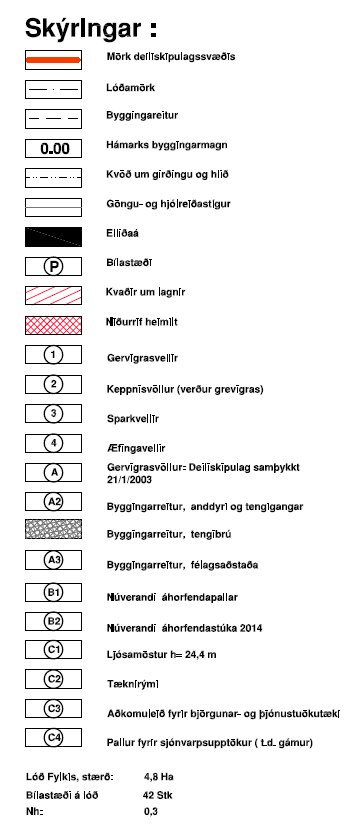 Skýringar :
Mörk deiliskipulagssvæðis
Lóðamörk
Byggingareitur
0.00 Hámarks byggingarmagn
Kvöð um girðingu og hlið
Göngu- og hjólreiðastigur
Elliðaá
P Bílastæði
Kvaðir um lagnir
Niðurrif heimilt
1 Gervigrasvellir
2 Keppnisvöllur (verður grevigras)
3 Sparkvellir
4 Æfingavellir
A Gervigrasvöllur: Deiliskipulag samþykkt
21/1/2003
A2 Byggingarreitur, anddyri og tengigangar
Byggingarreitur, tengibrú
A3 Byggingarreitur, félagsaðstaða
B1 Núverandi áhorfendapallar
B2 Núverandi áhorfendastúka 2014
C1 Ljósamöstur h= 24,4 m
C2 Tæknirými
C3 Aðkomuleið fyrir björgunar- og þjónustuökutæki
C4 Pallur fyrir sjónvarpsupptökur ( t.d. gámur)
Lóð Fylkis, stærð: 4,8 Ha
Bílastæði á lóð 42 Stk
Nh: 0,3